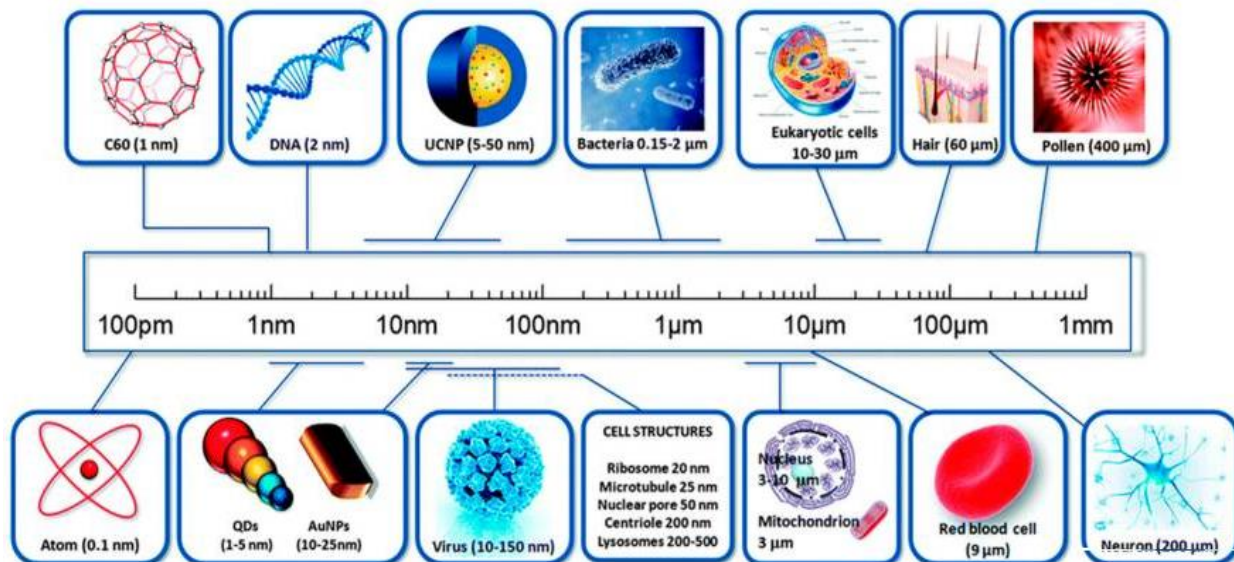 C60 (1 nm)
DNA (2 nm)
UCNP (5-50 nm)
Bacteria 0.15-2 µm
Eukaryotic cells
10-30 µm
Hair (60 µm)
Pollen (400 µm)
100pm
1nm
10nm
100nm
1µm
10µm
100µm
1mm
Atom (0.1 nm)
QDs
(1-5 nm)
AuNPs
(10-25nm)
Virus (10-150 nm)
CELL STRUCTURES
Ribosome 20 nm
Microtubule 25 nm
Nuclear pore 50 nm
Centriole 200 nm
Lysosomes 200-500
Nucleus
3-10 µm
Mitochondrion
3 µm
Red blood cell
(9 µm)
Neuron (200 µm)